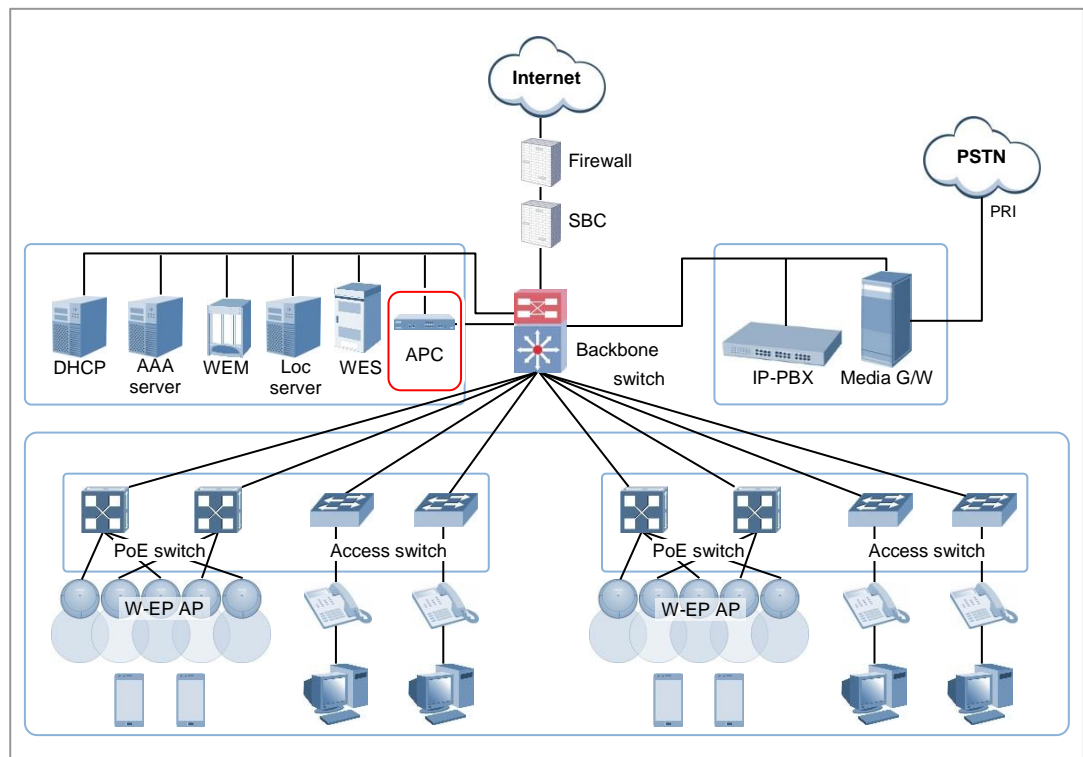 Internet
Firewall
PSTN
SBC
PRI
DHCP
AAA
server
WEM
Loc
server
WES
APC
Backbone
switch
IP-PBX
Media G/W
PoE switch
Access switch
PoE switch
Access switch
W-EP AP
W-EP AP